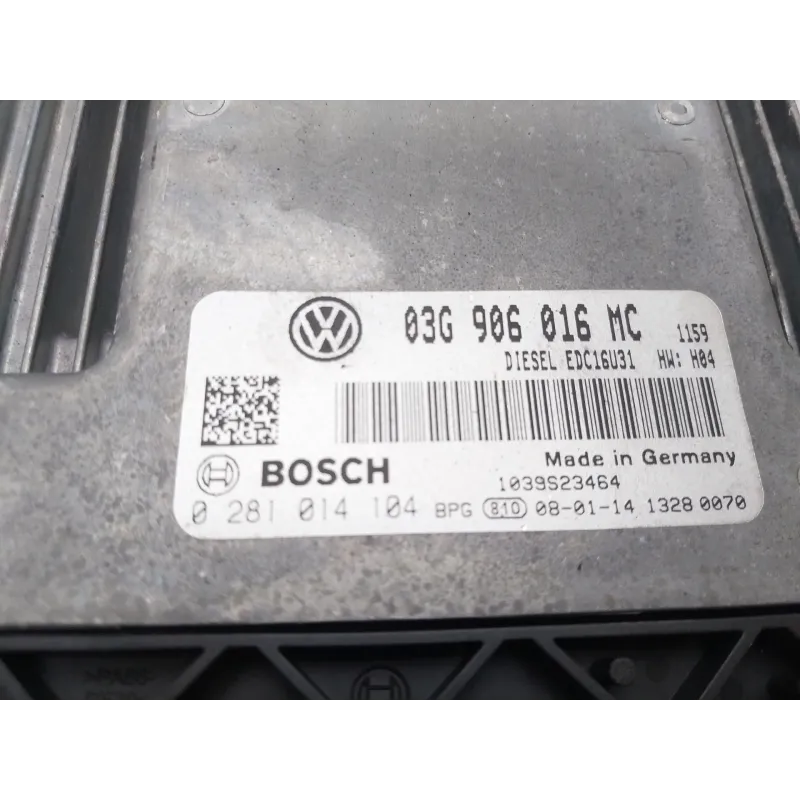 03G 906 016 MC 1159
DIESEL EDC16U31 HW: H04
BOSCH Made in Germany
1039S23464
0 281 014 104 BPG 810 08-01-14 1328 0070